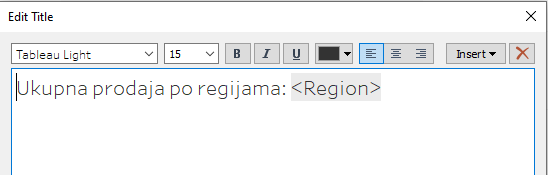 Edit Title
Tableau Light 15 B I U Insert
Ukupna prodaja po regijama: <Region>